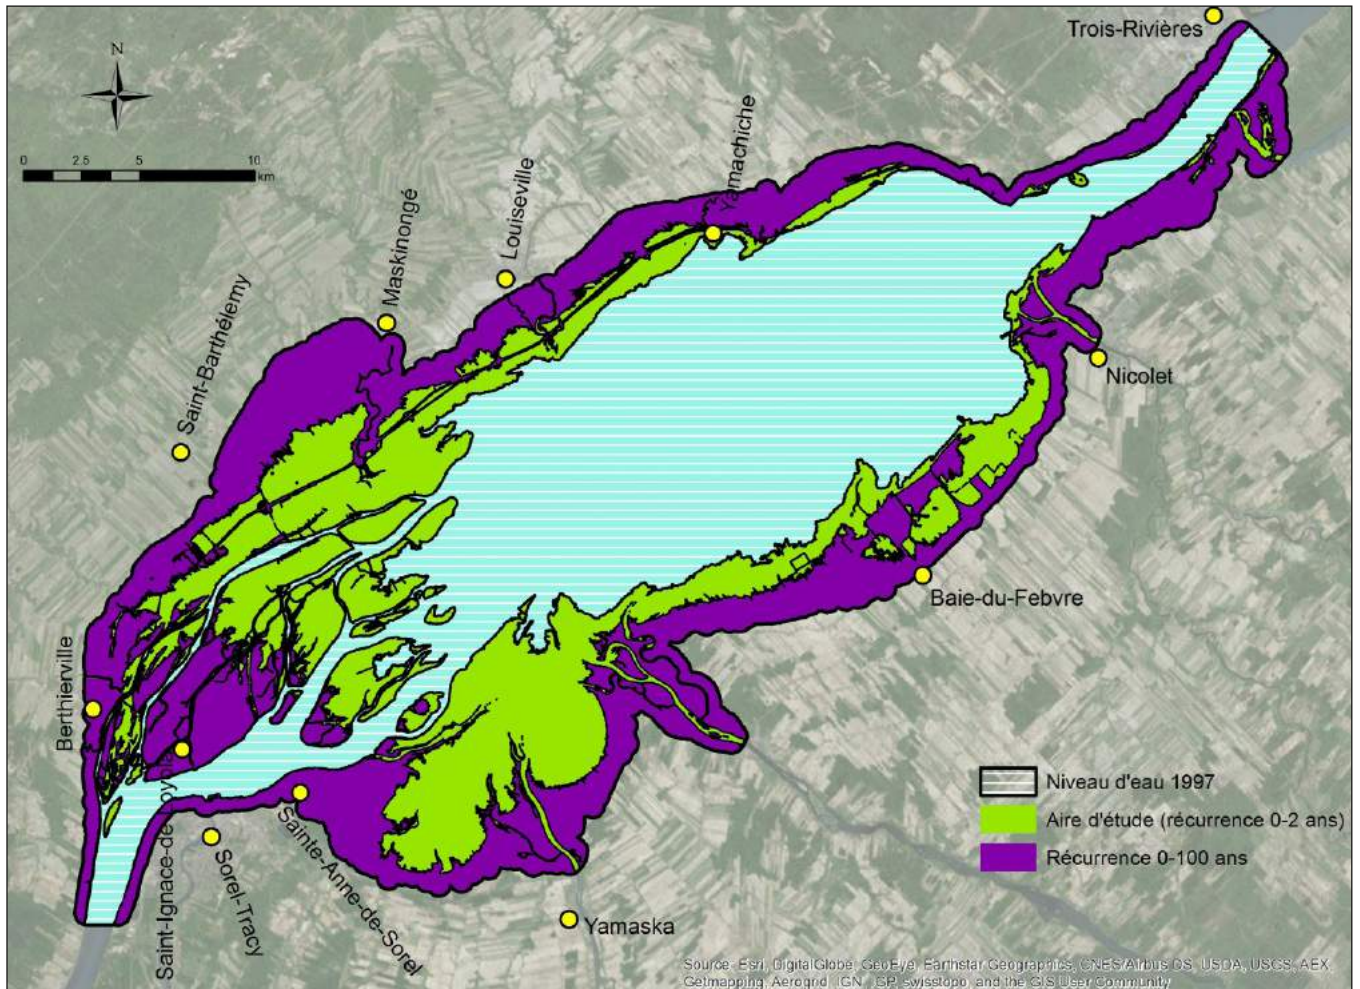 Trois-Rivières
N
0 2.5 5 10
km
Yamachiche
Louiseville
Maskinongé
Saint-Barthélemy
Nicolet
Baie-du-Febvre
Berthierville
Saint-Ignace-de-Loyola
Sorel-Tracy
Sainte-Anne-de-Sorel
Yamaska
Niveau d'eau 1997
Aire d'étude (récurrence 0-2 ans)
Récurrence 0-100 ans
Source: Esri, DigitalGlobe, GeoEye, Earthstar Geographics, CNES/Airbus DS, USDA, USGS, AEX,
Getmapping, Aerogrid, IGN, IGP, swisstopo, and the GIS User Community